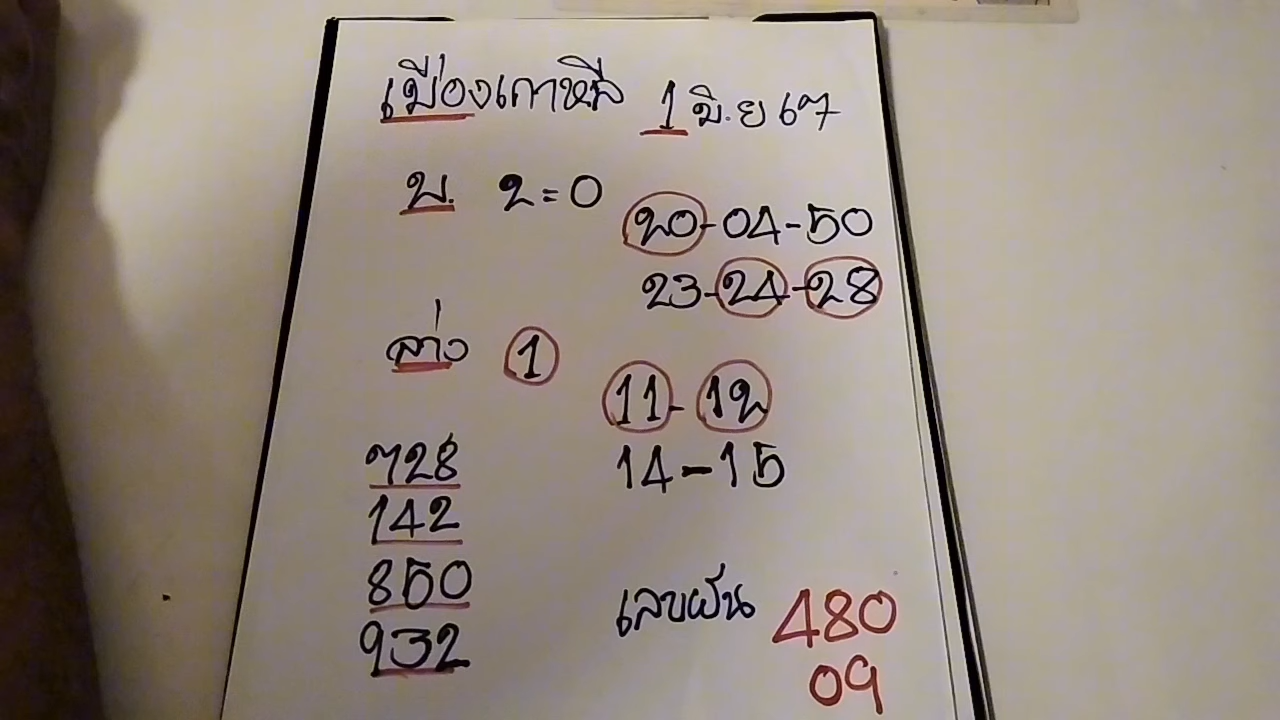 เมืองเกาหลี 1 มิ.ย 67
บ. 2=0
20-04-50
23-24-28
ล่าง 1
11-12
14-15
728
142
850
932
เลขฝัน 480
09